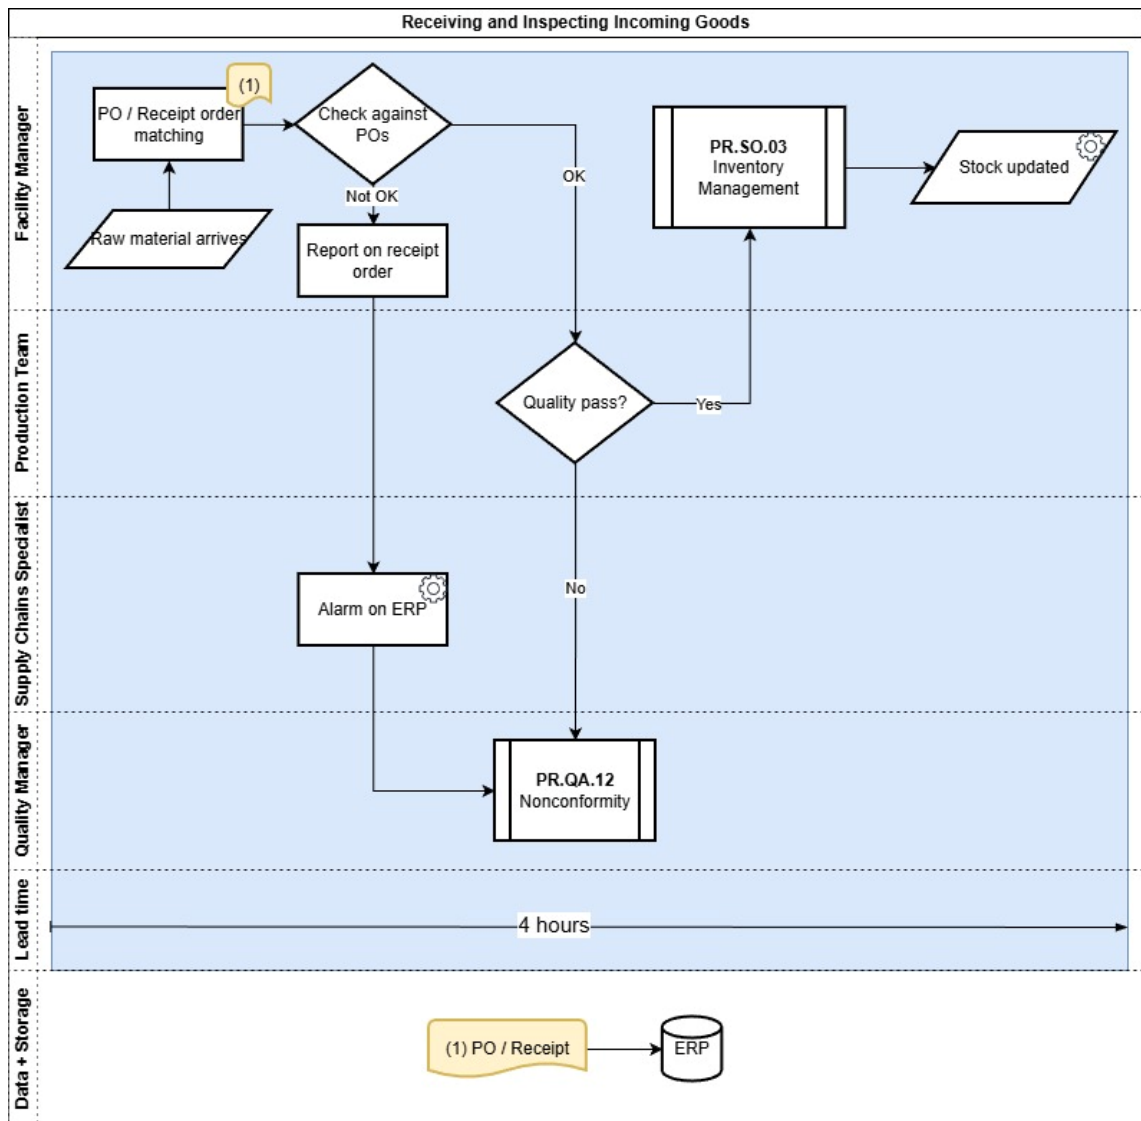 Receiving and Inspecting Incoming Goods
Facility Manager
(1)
PO / Receipt order
matching
Check against
POs
OK
PR.SO.03
Inventory
Management
Stock updated
Not OK
Raw material arrives
Report on receipt
order
Production Team
Quality pass?
Yes
Supply Chains Specialist
Alarm on ERP
No
Quality Manager
PR.QA.12
Nonconformity
Lead time
4 hours
Data + Storage
(1) PO / Receipt
ERP